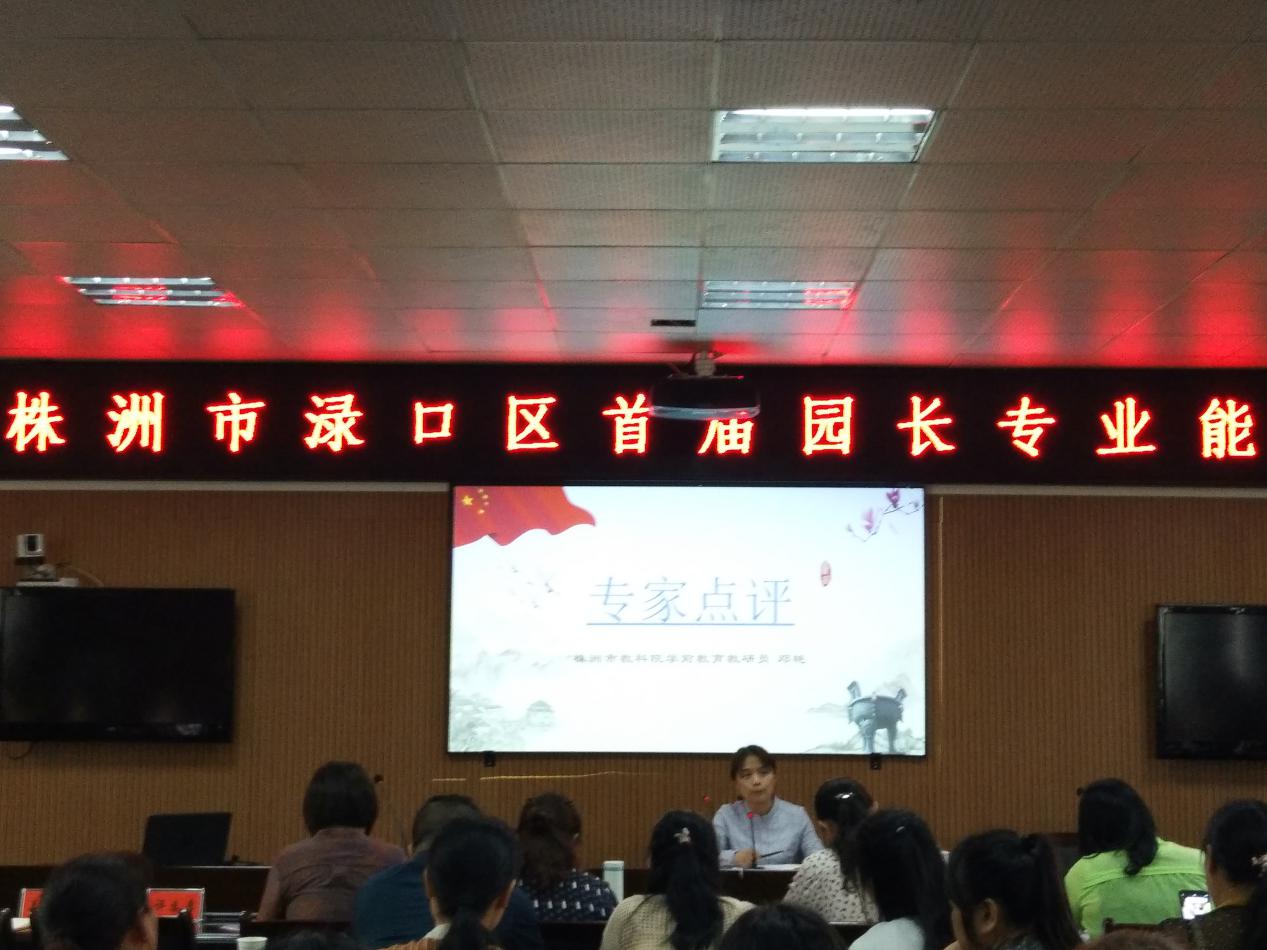 株洲市渌口区首届园长专业能
专家点评
株洲市教科院学前教育教研员 邓艳